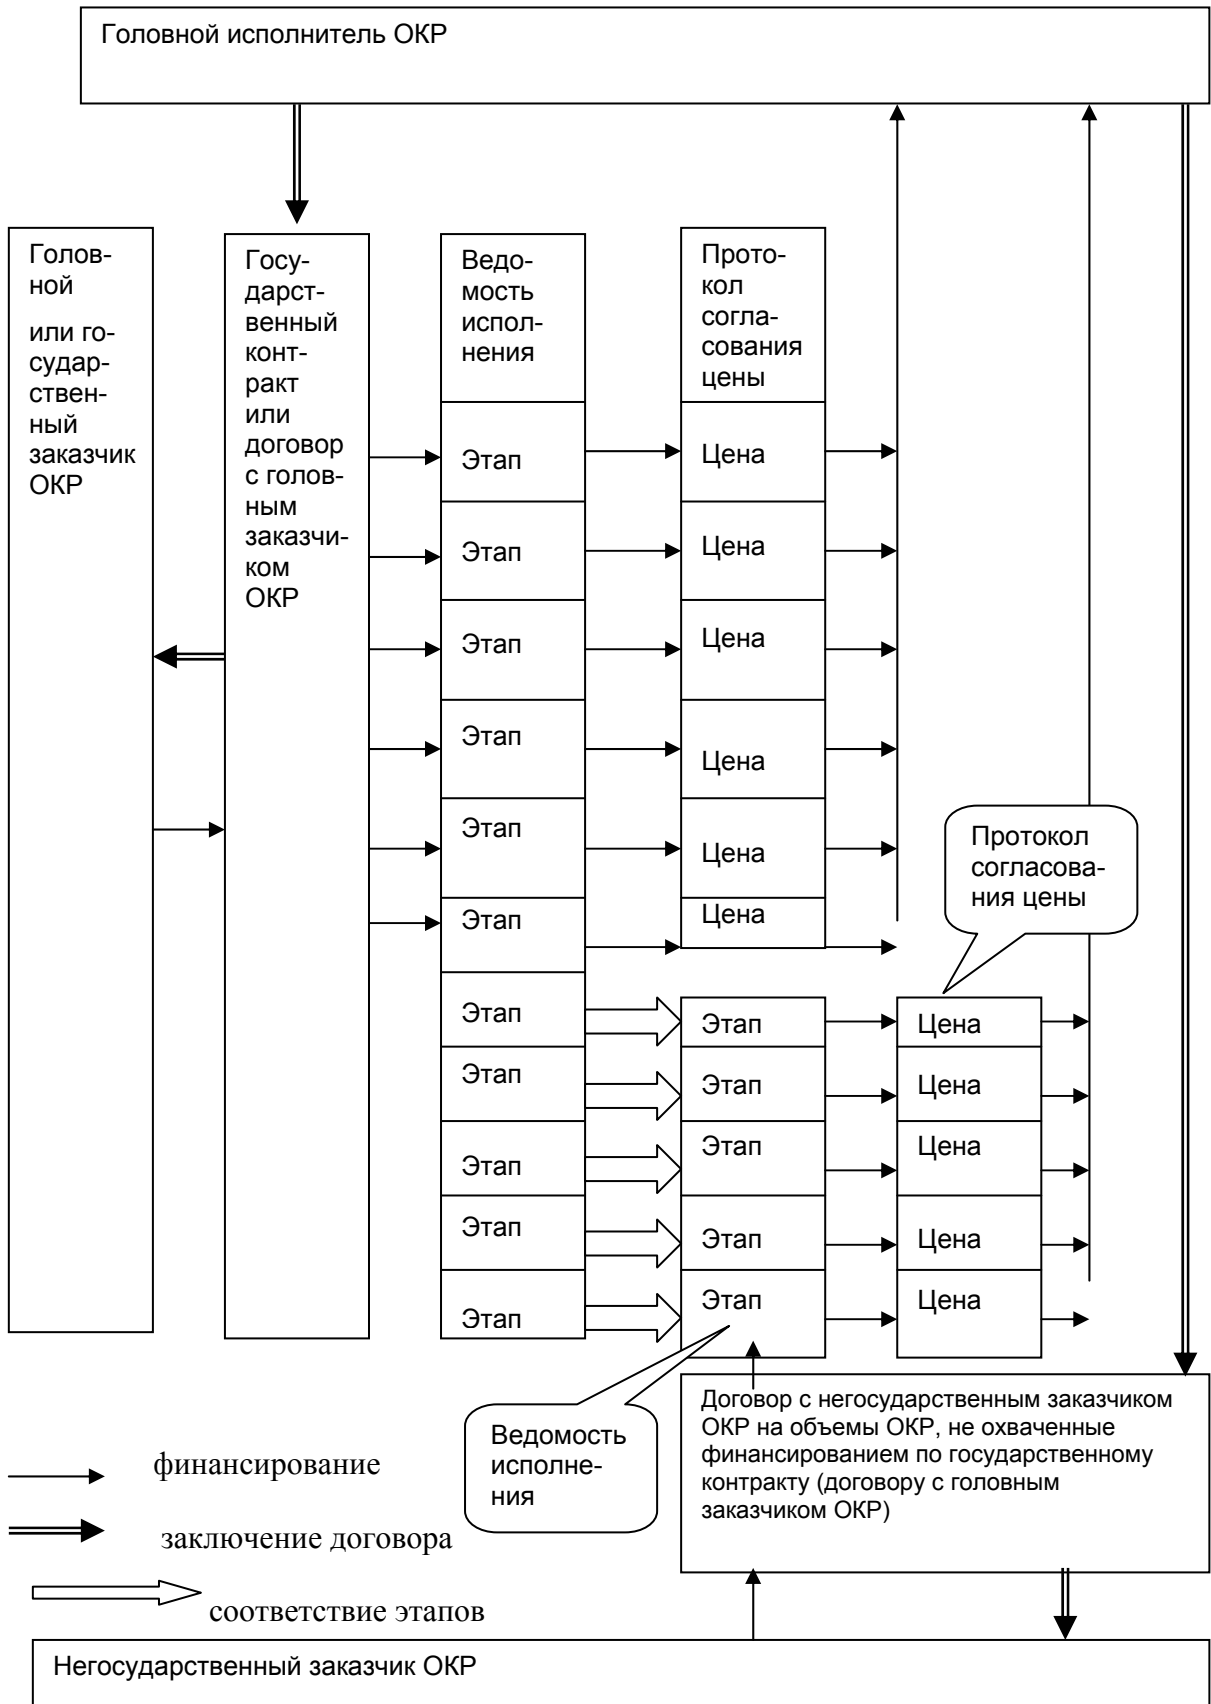 Головной исполнитель ОКР
Голов-
ной
или го-
судар-
ствен-
ный
заказчик
ОКР
Госу-
дарст-
венный
конт-
ракт
или
договор
с голов-
ным
заказчи-
ком
ОКР
Ведо-
мость
испол-
нения
Прото-
кол
согла-
сования
цены
Этап
Цена
Этап
Цена
Этап
Цена
Этап
Цена
Этап
Цена
Этап
Цена
Протокол
согласова-
ния цены
Этап
Этап
Цена
Этап
Этап
Цена
Этап
Этап
Цена
Этап
Этап
Цена
Этап
Этап
Цена
Ведомость
исполне-
ния
Договор с негосударственным заказчиком
ОКР на объемы ОКР, не охваченные
финансированием по государственному
контракту (договору с головным
заказчиком ОКР)
финансирование
заключение договора
соответствие этапов
Негосударственный заказчик ОКР